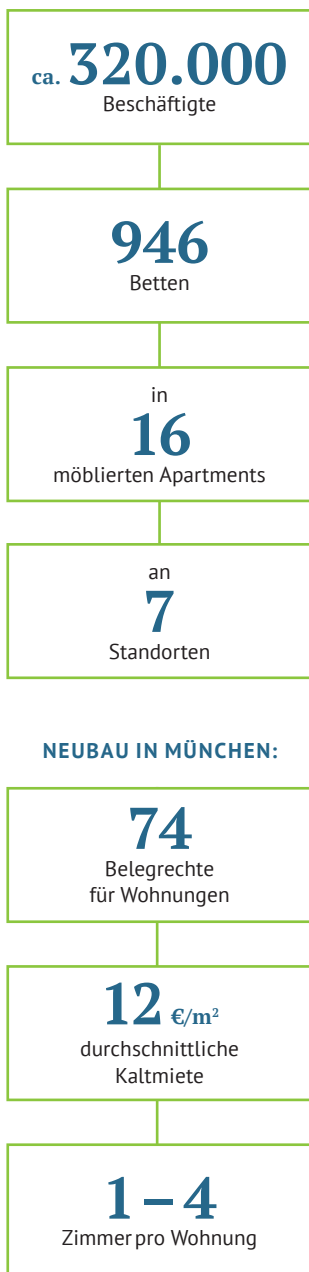 ca. 320.000
Beschäftigte
946
Betten
in
16
möblierten Apartments
an
7
Standorten
NEUBAU IN MÜNCHEN:
74
Belegrechte
für Wohnungen
12 €/m²
durchschnittliche
Kaltmiete
1 – 4
Zimmer pro Wohnung